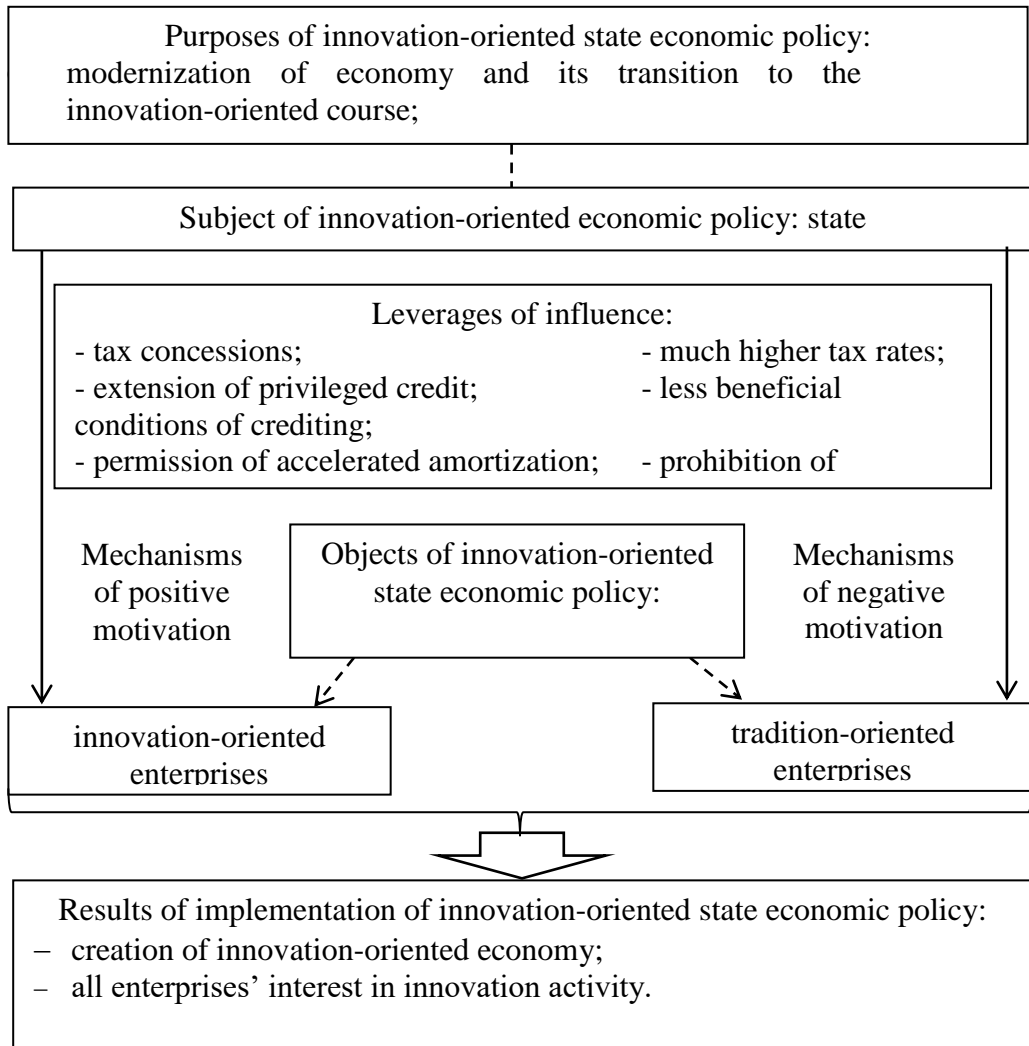 Purposes of innovation-oriented state economic policy:
modernization of economy and its transition to the
innovation-oriented course;
Subject of innovation-oriented economic policy: state
Leverages of influence:
- tax concessions; - much higher tax rates;
- extension of privileged credit; - less beneficial
conditions of crediting;
- permission of accelerated amortization; - prohibition of
Mechanisms
of positive
motivation
Objects of innovation-oriented
state economic policy:
Mechanisms
of negative
motivation
innovation-oriented
enterprises
tradition-oriented
enterprises
Results of implementation of innovation-oriented state economic policy:
– creation of innovation-oriented economy;
– all enterprises’ interest in innovation activity.